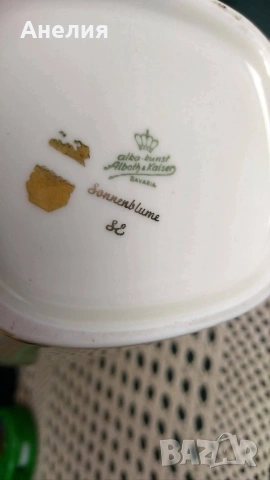 Анелия
alka-kunst
Alboth & Kaiser
BAVARIA
Sonnenblume
SE
BAZAR